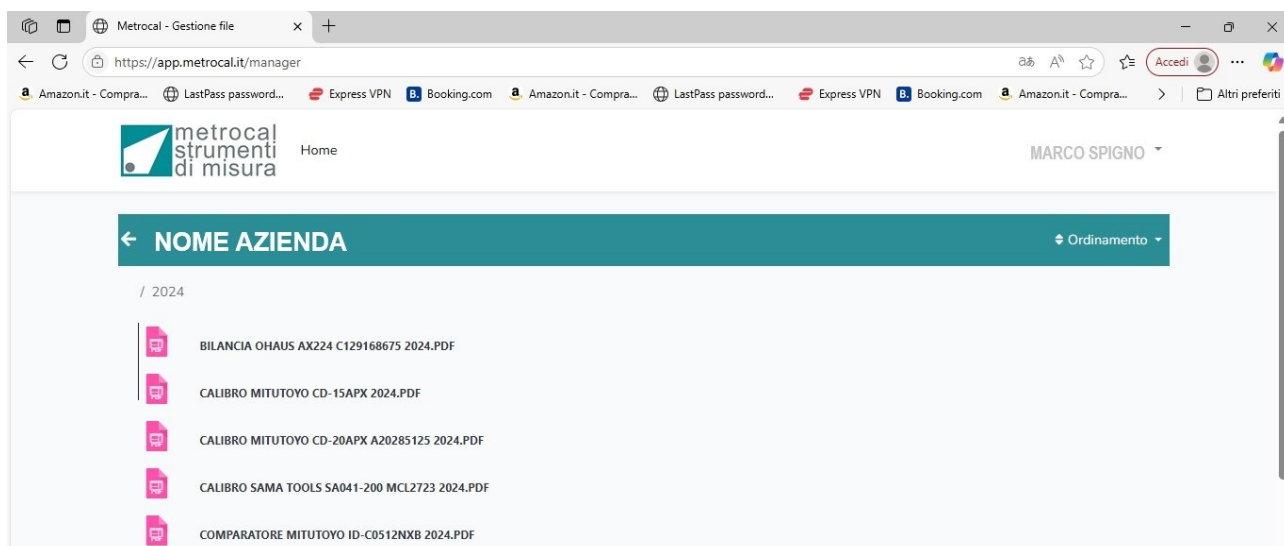 Metrocal - Gestione file
https://app.metrocal.it/manager
Accedi
Amazon.it - Compra... LastPass password... Express VPN Booking.com Amazon.it - Compra... LastPass password... Express VPN Booking.com Amazon.it - Compra... Altri preferiti
metrocal
strumenti
di misura
Home
MARCO SPIGNO
NOME AZIENDA
Ordinamento
/ 2024
BILANCIA OHAUS AX224 C129168675 2024.PDF
CALIBRO MITUTOYO CD-15APX 2024.PDF
CALIBRO MITUTOYO CD-20APX A20285125 2024.PDF
CALIBRO SAMA TOOLS SA041-200 MCL2723 2024.PDF
COMPARATORE MITUTOYO ID-C0512NXB 2024.PDF